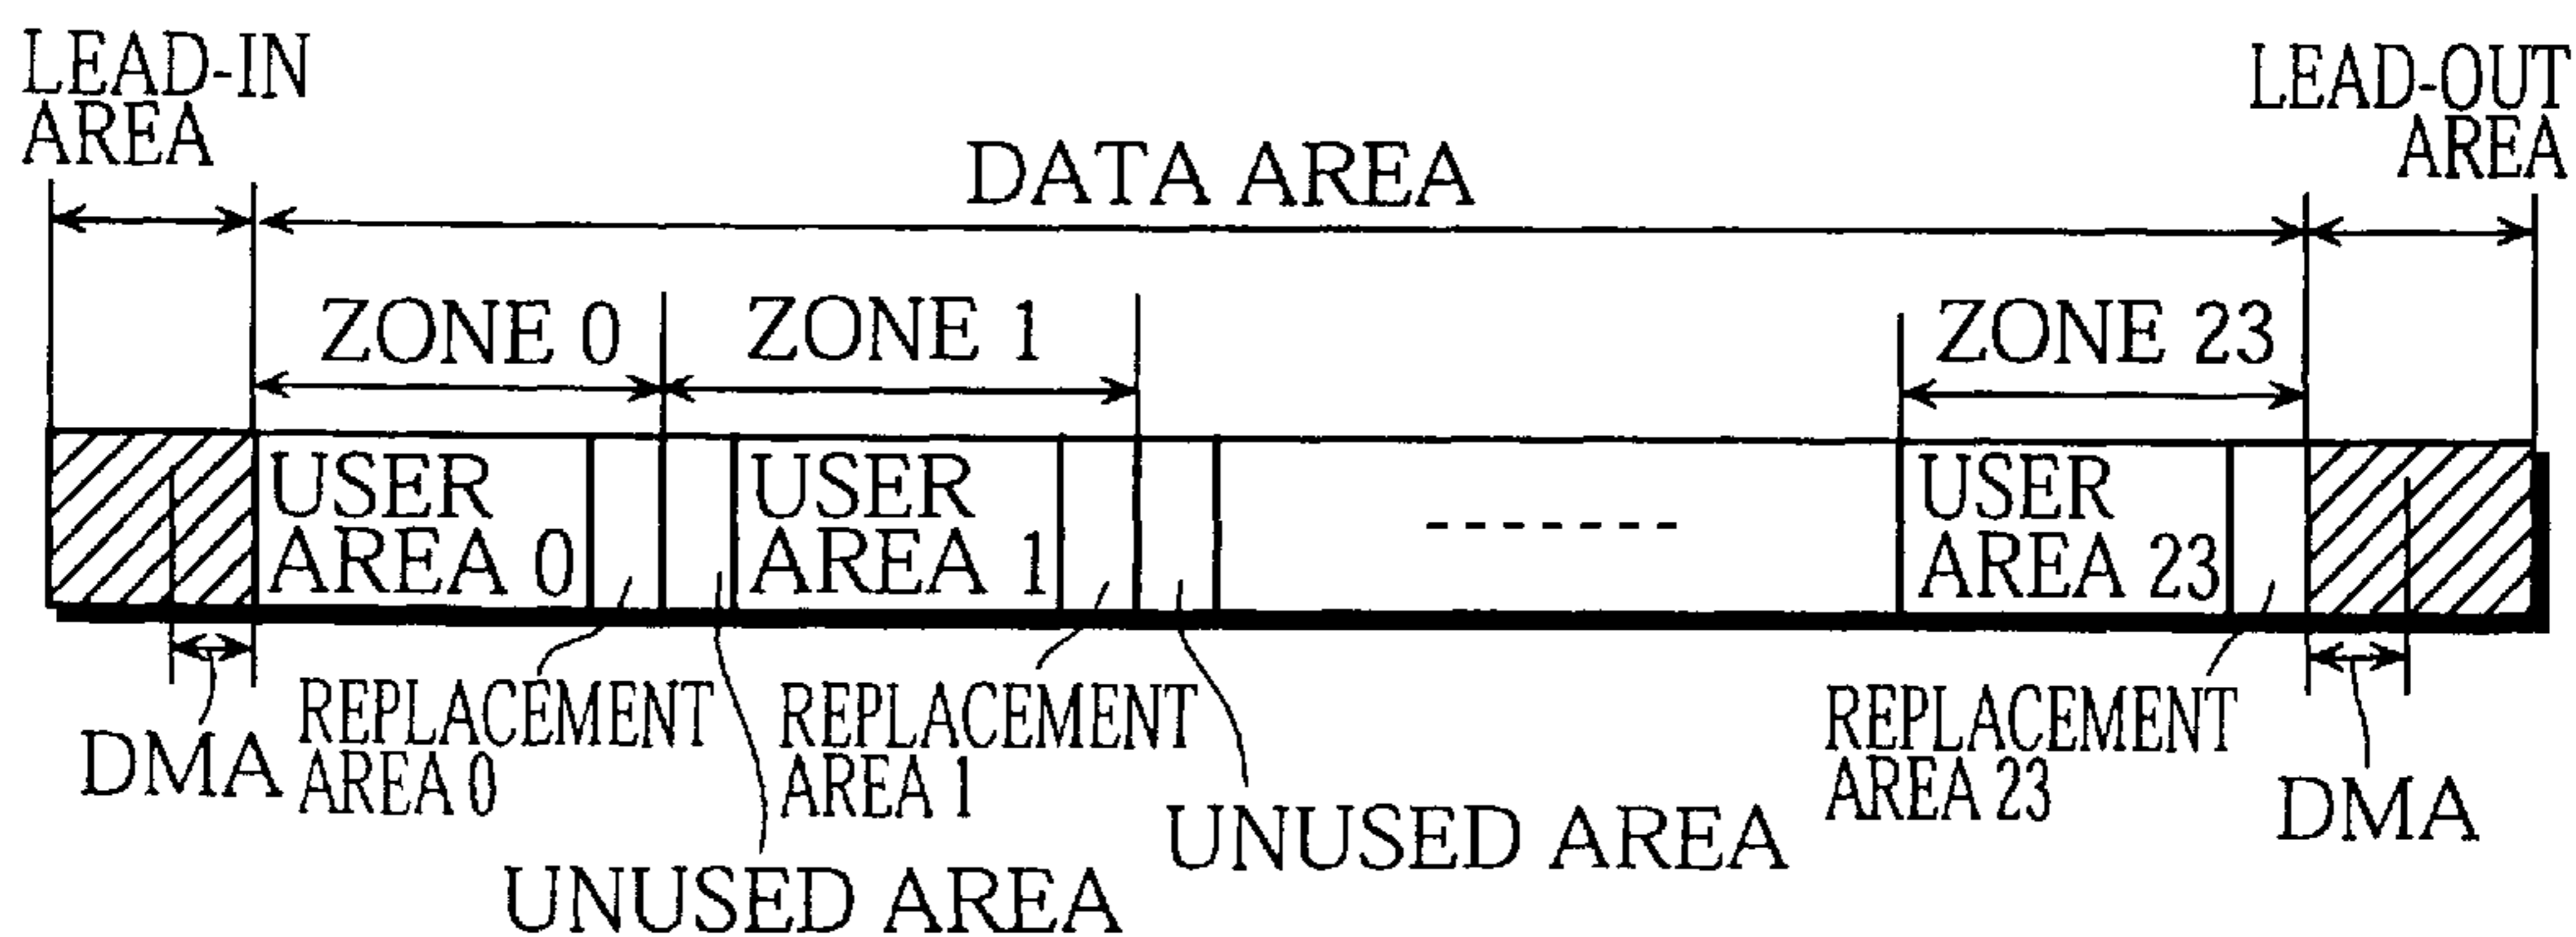 LEAD-IN
AREA
LEAD-OUT
AREA
DATA AREA
ZONE 0
ZONE 1
ZONE 23
USER
AREA 0
USER
AREA 1
USER
AREA 23
DMA
REPLACEMENT
AREA 0
UNUSED AREA
REPLACEMENT
AREA 1
UNUSED AREA
REPLACEMENT
AREA 23
DMA